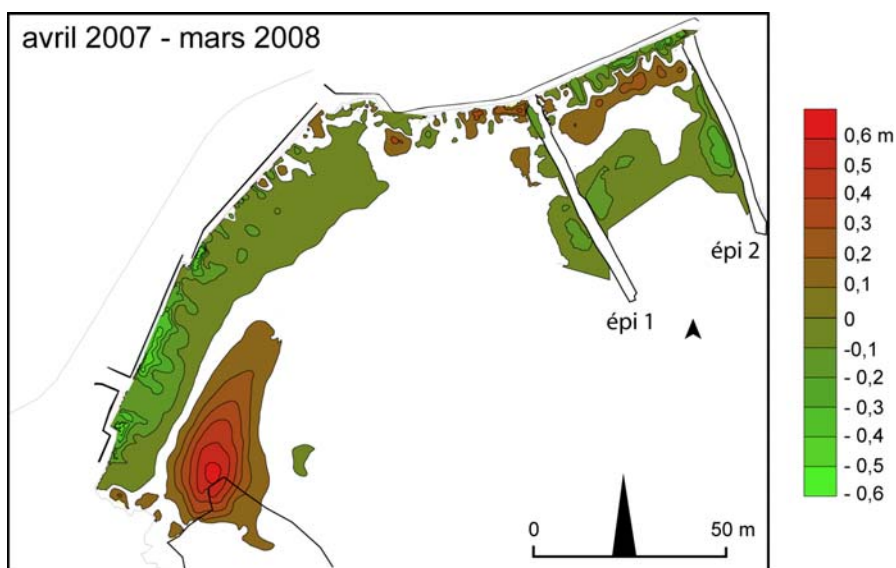 avril 2007 - mars 2008
0,6 m
0,5
0,4
0,3
0,2
0,1
0
-0,1
- 0,2
- 0,3
- 0,4
- 0,5
- 0,6
épi 2
épi 1
0 50 m